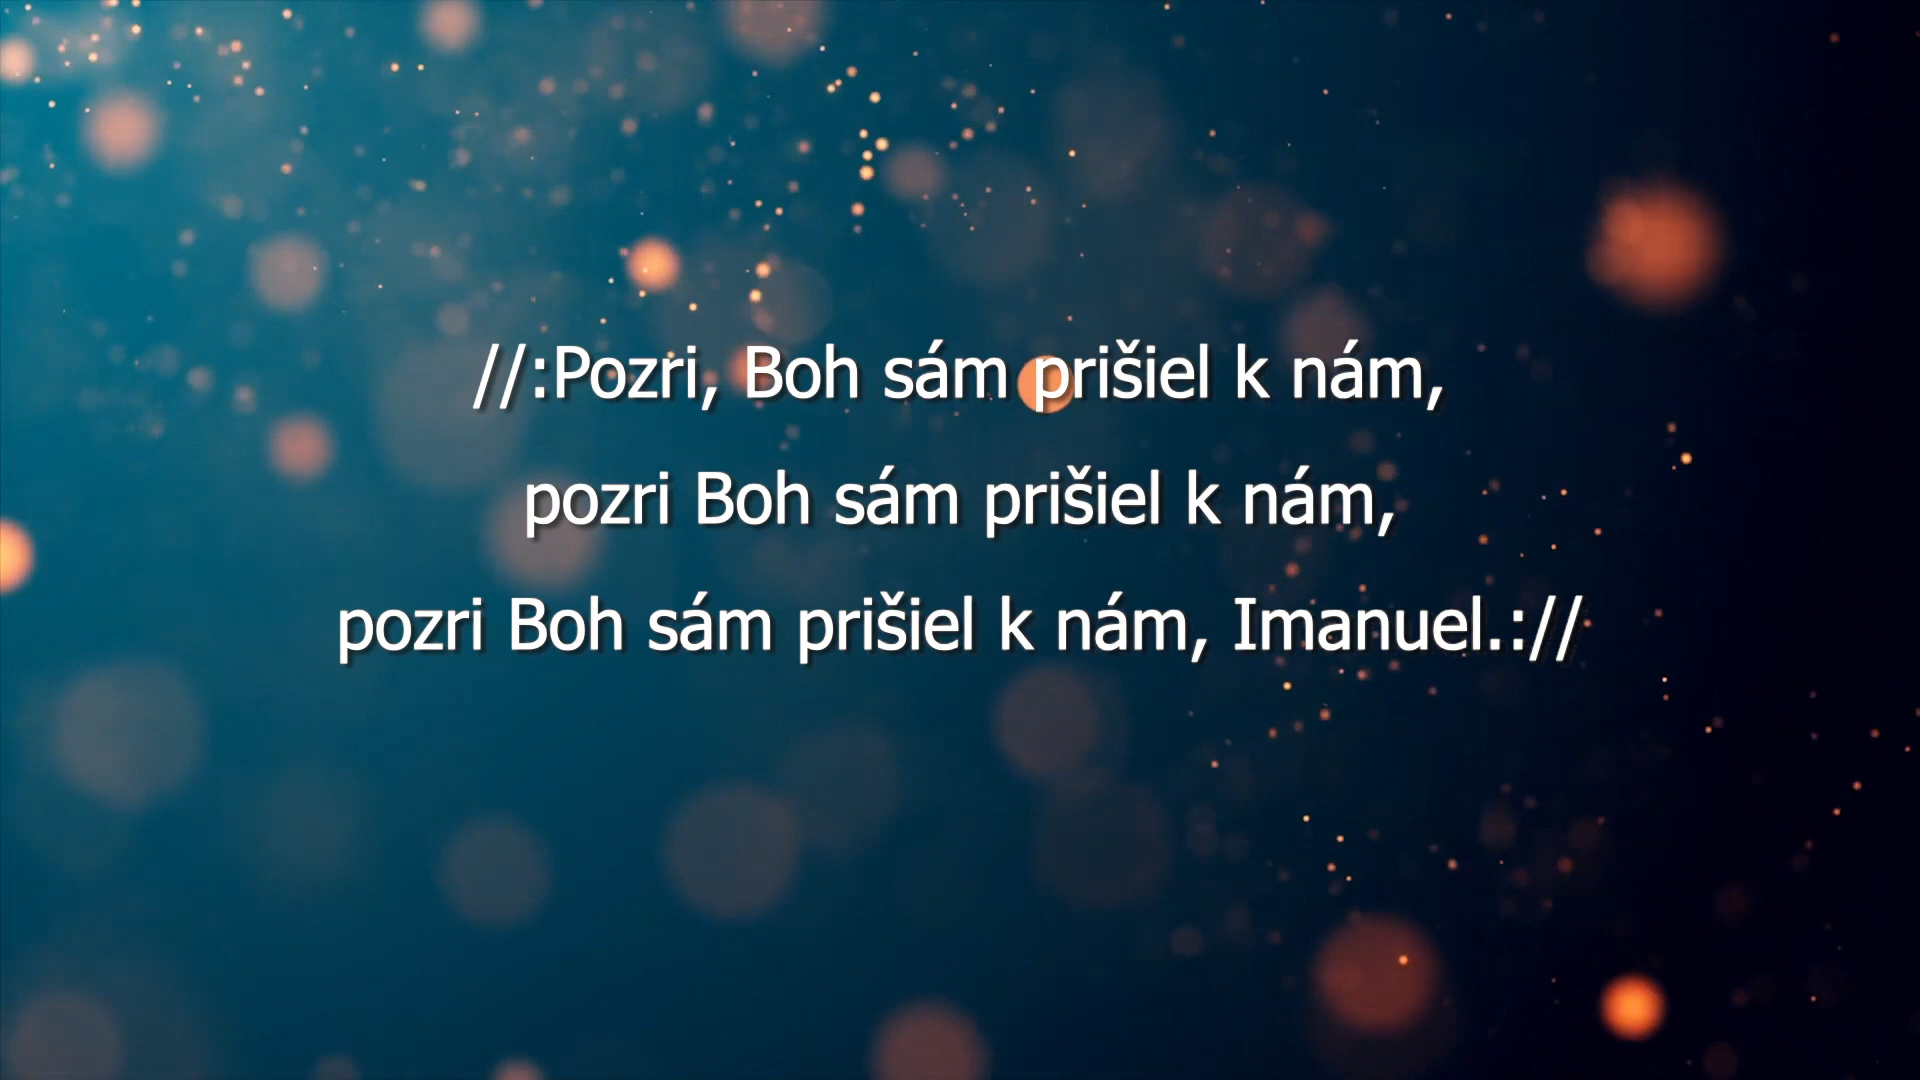 //:Pozri, Boh sám prišiel k nám,
pozri Boh sám prišiel k nám,
pozri Boh sám prišiel k nám, Imanuel.://